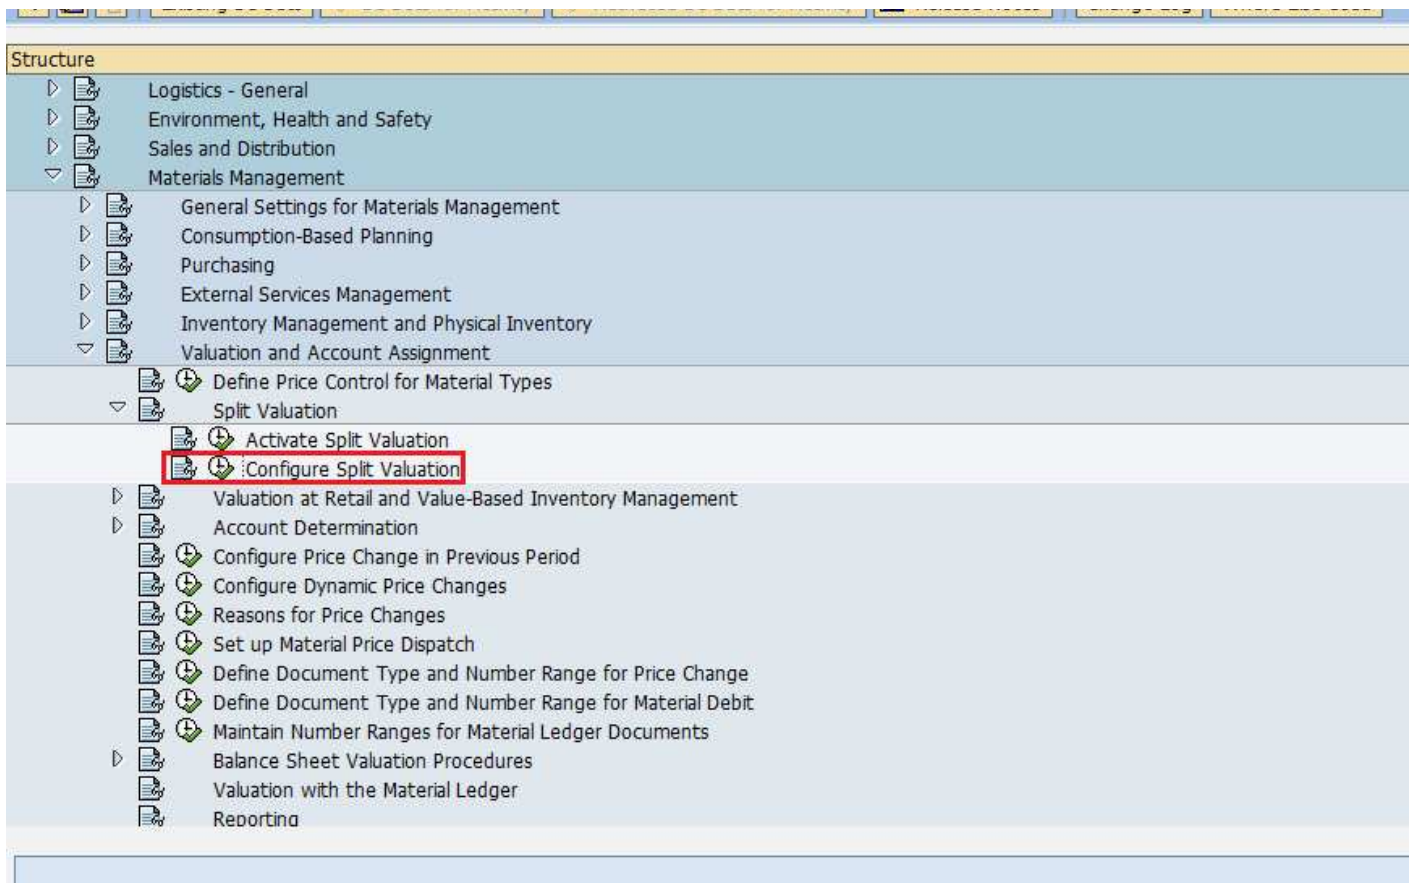 Structure
Logistics - General
Environment, Health and Safety
Sales and Distribution
Materials Management
General Settings for Materials Management
Consumption-Based Planning
Purchasing
External Services Management
Inventory Management and Physical Inventory
Valuation and Account Assignment
Define Price Control for Material Types
Split Valuation
Activate Split Valuation
Configure Split Valuation
Valuation at Retail and Value-Based Inventory Management
Account Determination
Configure Price Change in Previous Period
Configure Dynamic Price Changes
Reasons for Price Changes
Set up Material Price Dispatch
Define Document Type and Number Range for Price Change
Define Document Type and Number Range for Material Debit
Maintain Number Ranges for Material Ledger Documents
Balance Sheet Valuation Procedures
Valuation with the Material Ledger
Reporting